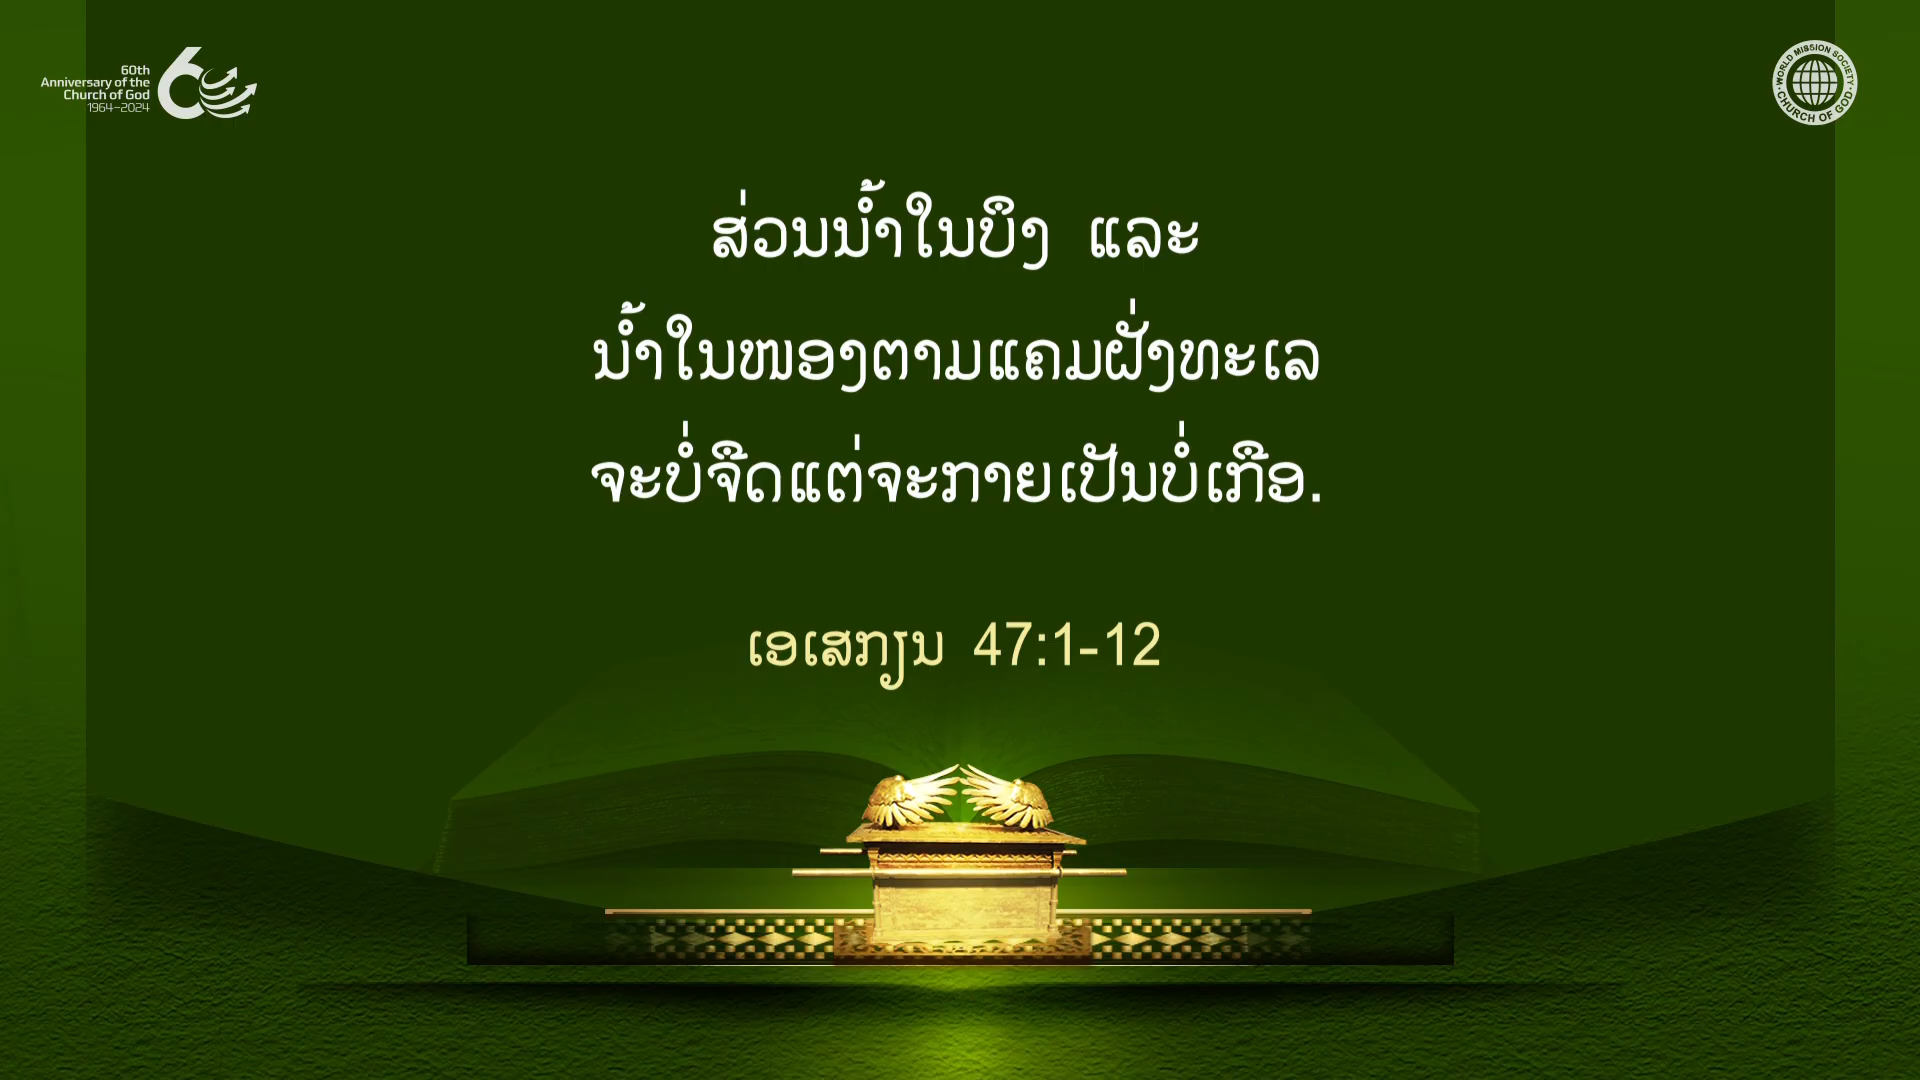 60th
Anniversary of the
Church of God
1964–2024
WORLD MISSION SOCIETY
CHURCH OF GOD
ສ່ວນນ້ຳໃນບຶງ ແລະ
ນ້ຳໃນໜອງຕາມແຄມຝັ່ງທະເລ
ຈະບໍ່ຈືດແຕ່ຈະກາຍເປັນບໍ່ເກືອ.
ເອເສກຽນ 47:1-12